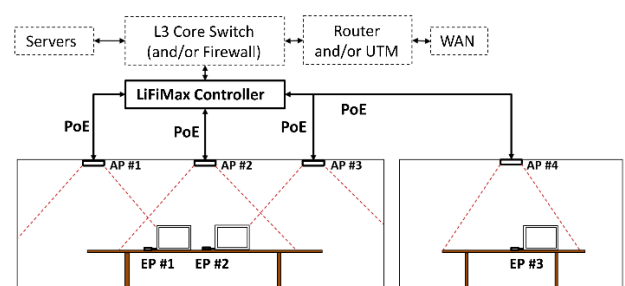 Servers
L3 Core Switch
(and/or Firewall)
Router
and/or UTM
WAN
LiFiMax Controller
PoE
PoE
PoE
PoE
AP #1
AP #2
AP #3
AP #4
EP #1
EP #2
EP #3